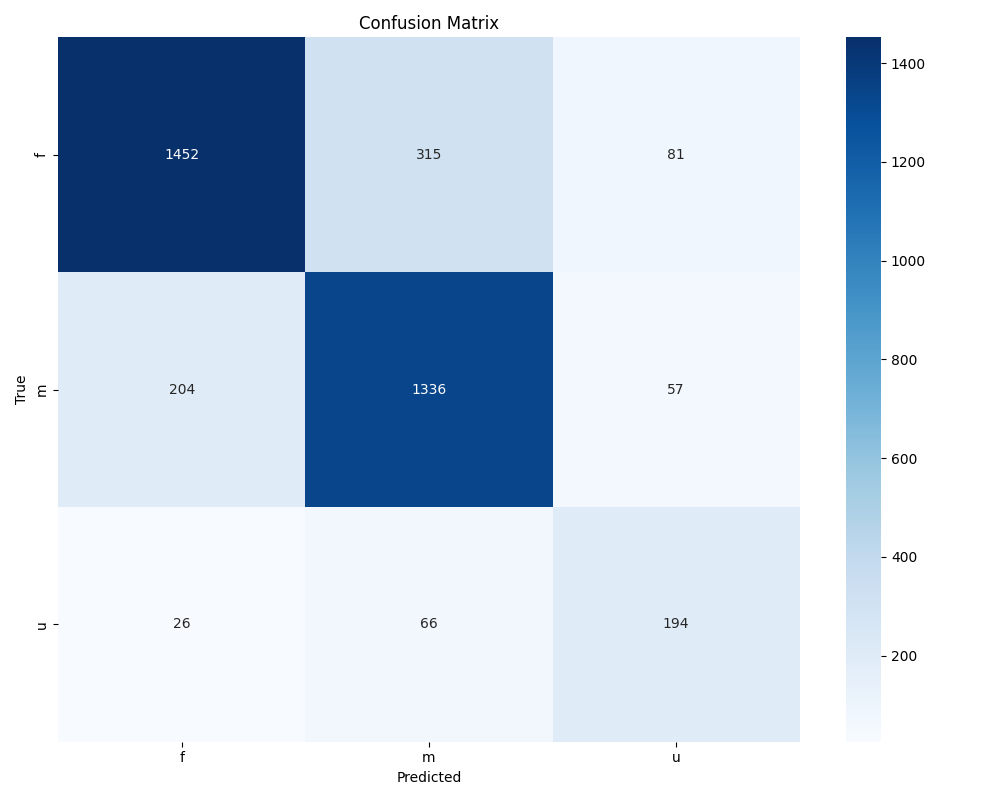 Confusion Matrix
True
f
1452 315 81
m
204 1336 57
u
26 66 194
f m u
Predicted
1400
1200
1000
800
600
400
200